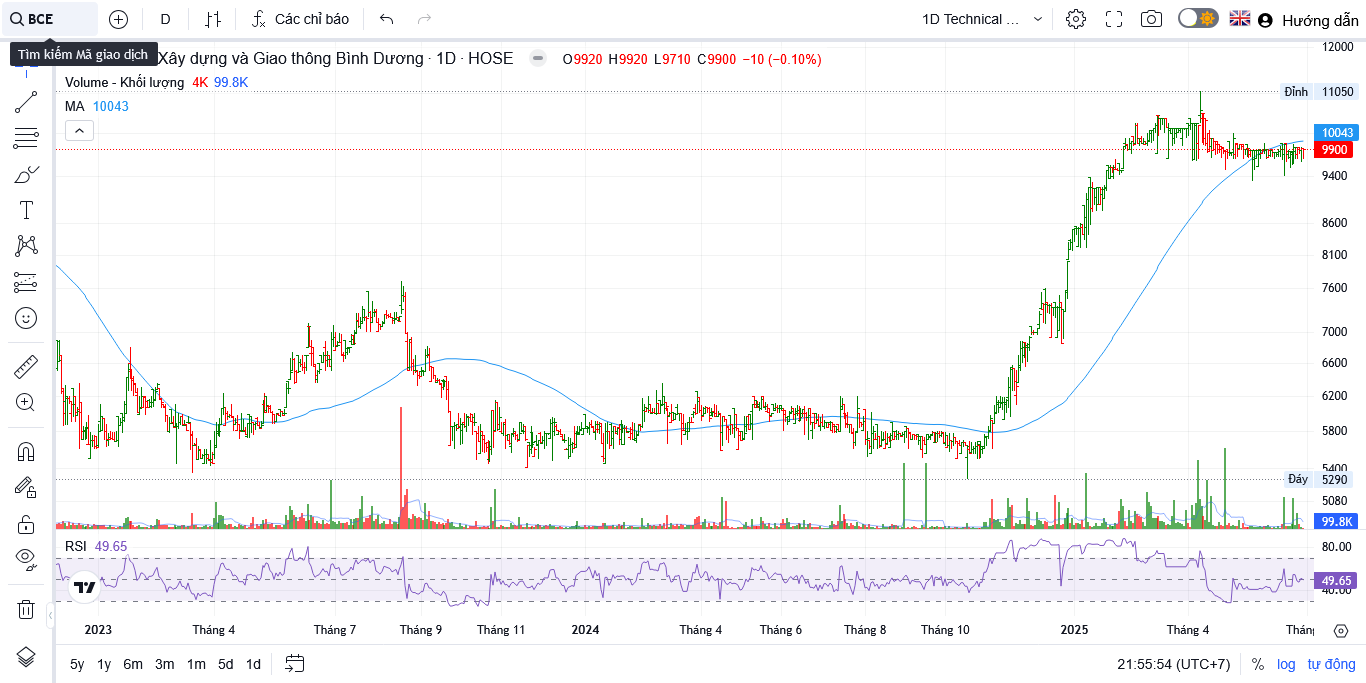 BCE
D
Các chỉ báo
1D Technical ...
Hướng dẫn
Tìm kiếm Mã giao dịch
Xây dựng và Giao thông Bình Dương · 1D · HOSE
O9920 H9920 L9710 C9900 −10 (−0.10%)
Volume - Khối lượng 4K 99.8K
MA 10043
12000
Đỉnh 11050
10043
9900
9400
8600
8100
7600
7000
6600
6200
5800
5400
Đáy 5290
5080
99.8K
RSI 49.65
80.00
49.65
40.00
2023 Tháng 4 Tháng 7 Tháng 9 Tháng 11 2024 Tháng 4 Tháng 6 Tháng 8 Tháng 10 2025 Tháng 4 Tháng
5y 1y 6m 3m 1m 5d 1d
21:55:54 (UTC+7) % log tự động